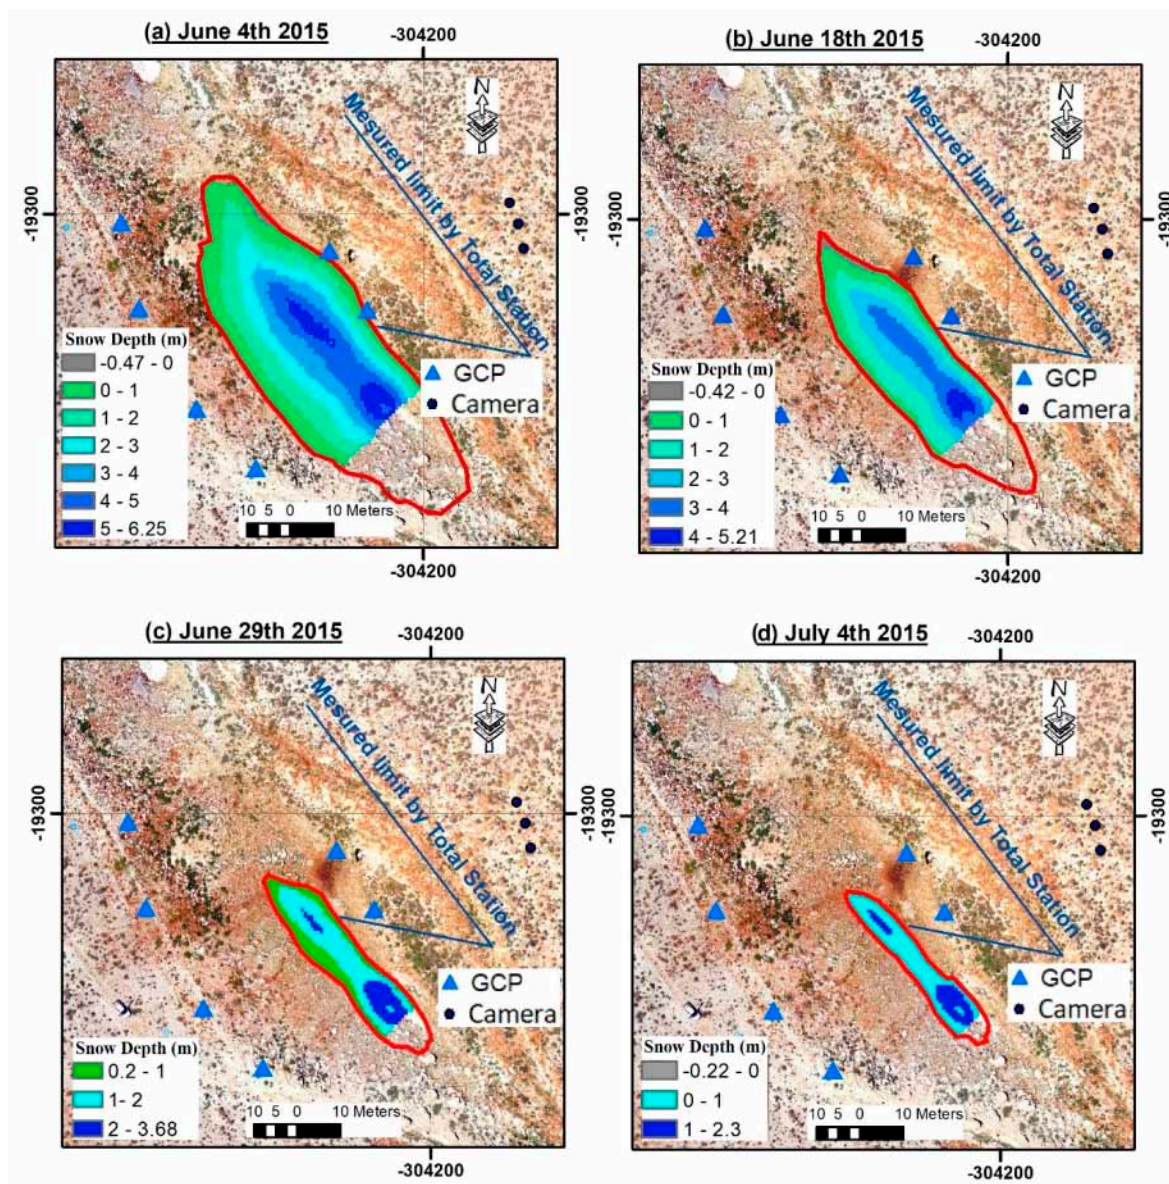 (a) June 4th 2015
-304200
N
Mesured limit by Total Station
-19300
-19300
Snow Depth (m)
-0.47 - 0
0 - 1
1 - 2
2 - 3
3 - 4
4 - 5
5 - 6.25
GCP
Camera
10 5 0 10 Meters
-304200
(b) June 18th 2015
-304200
N
Mesured limit by Total Station
-19300
-19300
Snow Depth (m)
-0.42 - 0
0 - 1
1 - 2
2 - 3
3 - 4
4 - 5.21
GCP
Camera
10 5 0 10 Meters
-304200
(c) June 29th 2015
-304200
N
Mesured limit by Total Station
-19300
-19300
Snow Depth (m)
0.2 - 1
1- 2
2 - 3.68
GCP
Camera
10 5 0 10 Meters
-304200
(d) July 4th 2015
-304200
N
Mesured limit by Total Station
-19300
Snow Depth (m)
-0.22 - 0
0 - 1
1 - 2.3
GCP
Camera
10 5 0 10 Meters
-304200